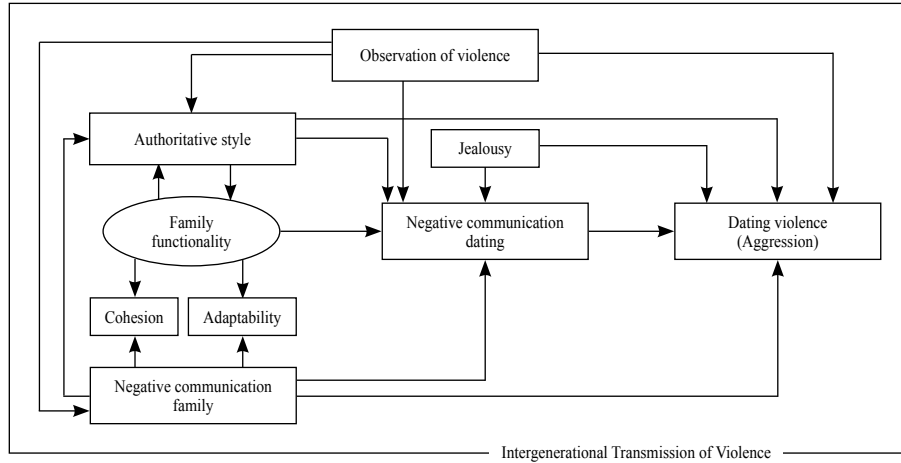 Observation of violence
Authoritative style
Jealousy
Family
functionality
Negative communication
dating
Dating violence
(Aggression)
Cohesion
Adaptability
Negative communication
family
Intergenerational Transmission of Violence